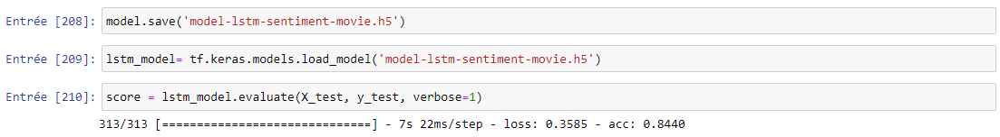 Entrée [208]: model.save('model-lstm-sentiment-movie.h5')
Entrée [209]: lstm_model= tf.keras.models.load_model('model-lstm-sentiment-movie.h5')
Entrée [210]: score = lstm_model.evaluate(X_test, y_test, verbose=1)
313/313 [==============================] - 7s 22ms/step - loss: 0.3585 - acc: 0.8440